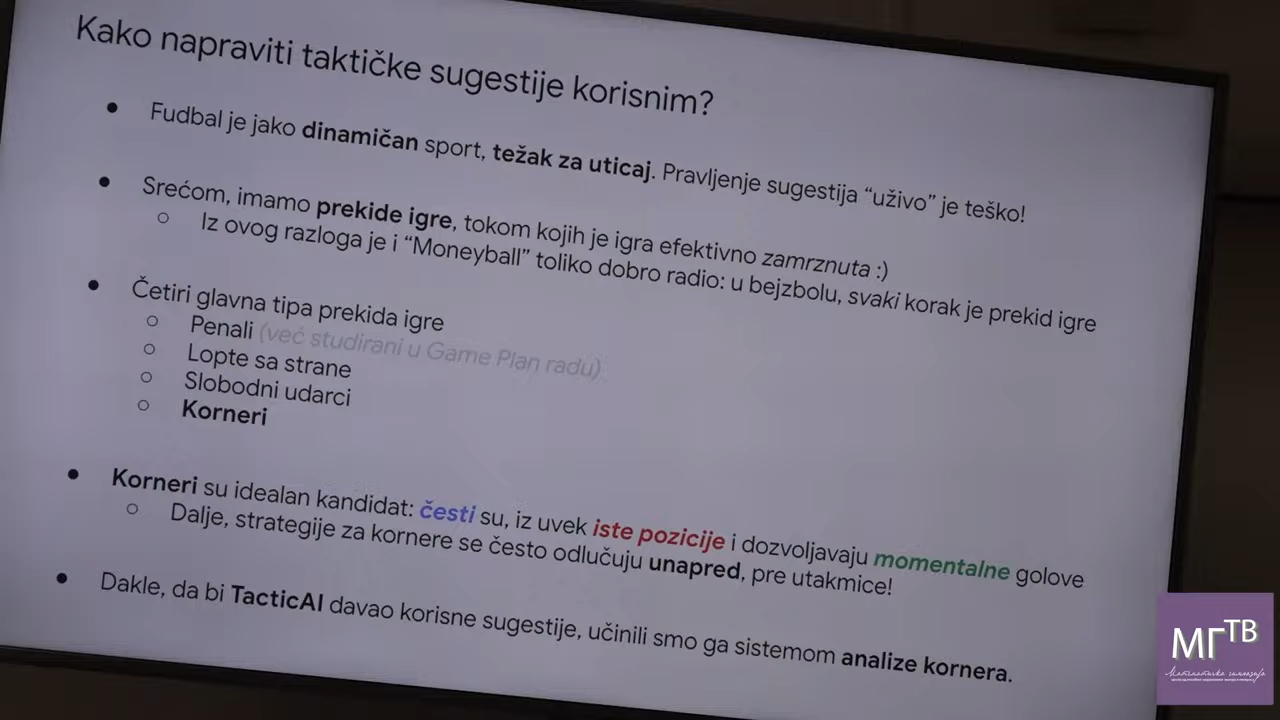 Kako napraviti taktičke sugestije korisnim?
● Fudbal je jako dinamičan sport, težak za uticaj. Pravljenje sugestija “uživo” je teško!
● Srećom, imamo prekide igre, tokom kojih je igra efektivno zamrznuta :)
○ Iz ovog razloga je i “Moneyball” toliko dobro radio: u bejzbolu, svaki korak je prekid igre
● Četiri glavna tipa prekida igre
○ Penali (već studirani u Game Plan radu)
○ Lopte sa strane
○ Slobodni udarci
○ Korneri
● Korneri su idealan kandidat: česti su, iz uvek iste pozicije i dozvoljavaju momentalne golove
○ Dalje, strategije za kornere se često odlučuju unapred, pre utakmice!
● Dakle, da bi TacticAI davao korisne sugestije, učinili smo ga sistemom analize kornera.
МГТВ
Математичка гимназија